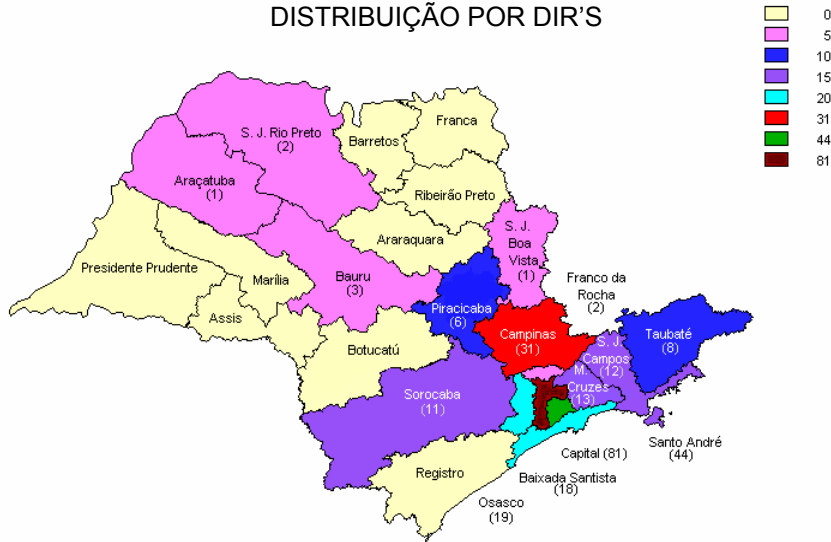 DISTRIBUIÇÃO POR DIR'S
0
5
10
15
20
31
44
81
Franca
Barretos
S. J. Rio Preto
(2)
Araçatuba
(1)
Ribeirão Preto
S. J.
Boa
Vista
(1)
Araraquara
Presidente Prudente
Marília
Bauru
(3)
Franco da
Rocha
(2)
Assis
Piracicaba
(6)
Campinas
(31)
Taubaté
(8)
S. J.
Campos
(12)
Botucatú
M.
Cruzes
(13)
Sorocaba
(11)
Santo André
(44)
Capital (81)
Registro
Baixada Santista
(18)
Osasco
(19)